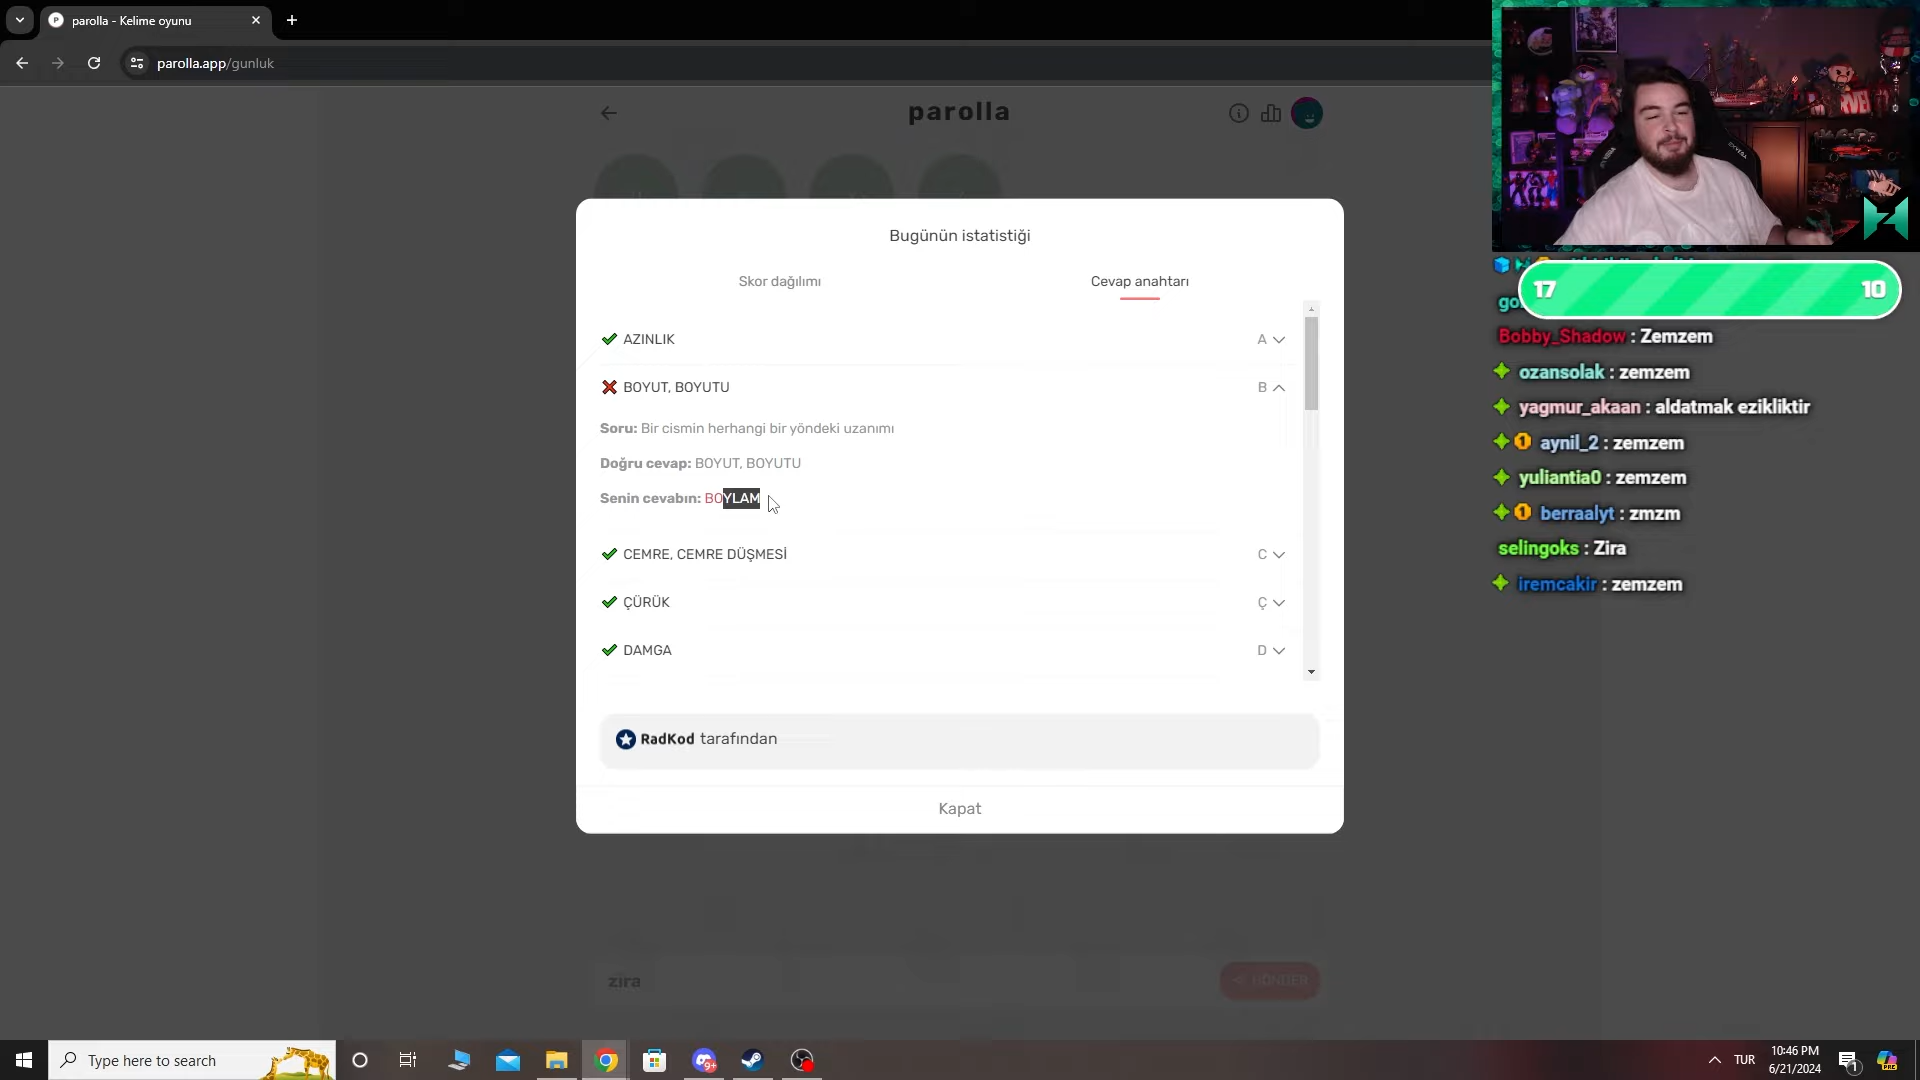 parolla - Kelime oyunu
parolla.app/gunluk
parolla
Bugünün istatistiği
Skor dağılımı
Cevap anahtarı
AZINLIK
A
BOYUT, BOYUTU
B
Soru: Bir cismin herhangi bir yöndeki uzanımı
Doğru cevap: BOYUT, BOYUTU
Senin cevabın: BOYLAM
CEMRE, CEMRE DÜŞMESİ
C
ÇÜRÜK
Ç
DAMGA
D
RadKod tarafından
Kapat
zıra
GÖNDER
17
10
Bobby_Shadow : Zemzem
ozansolak : zemzem
yagmur_akaan : aldatmak ezikliktir
aynil_2 : zemzem
yuliantia0 : zemzem
berraalyt : zmzm
selingoks : Zira
iremcakir : zemzem
Type here to search
9+
TUR
10:46 PM
6/21/2024
1